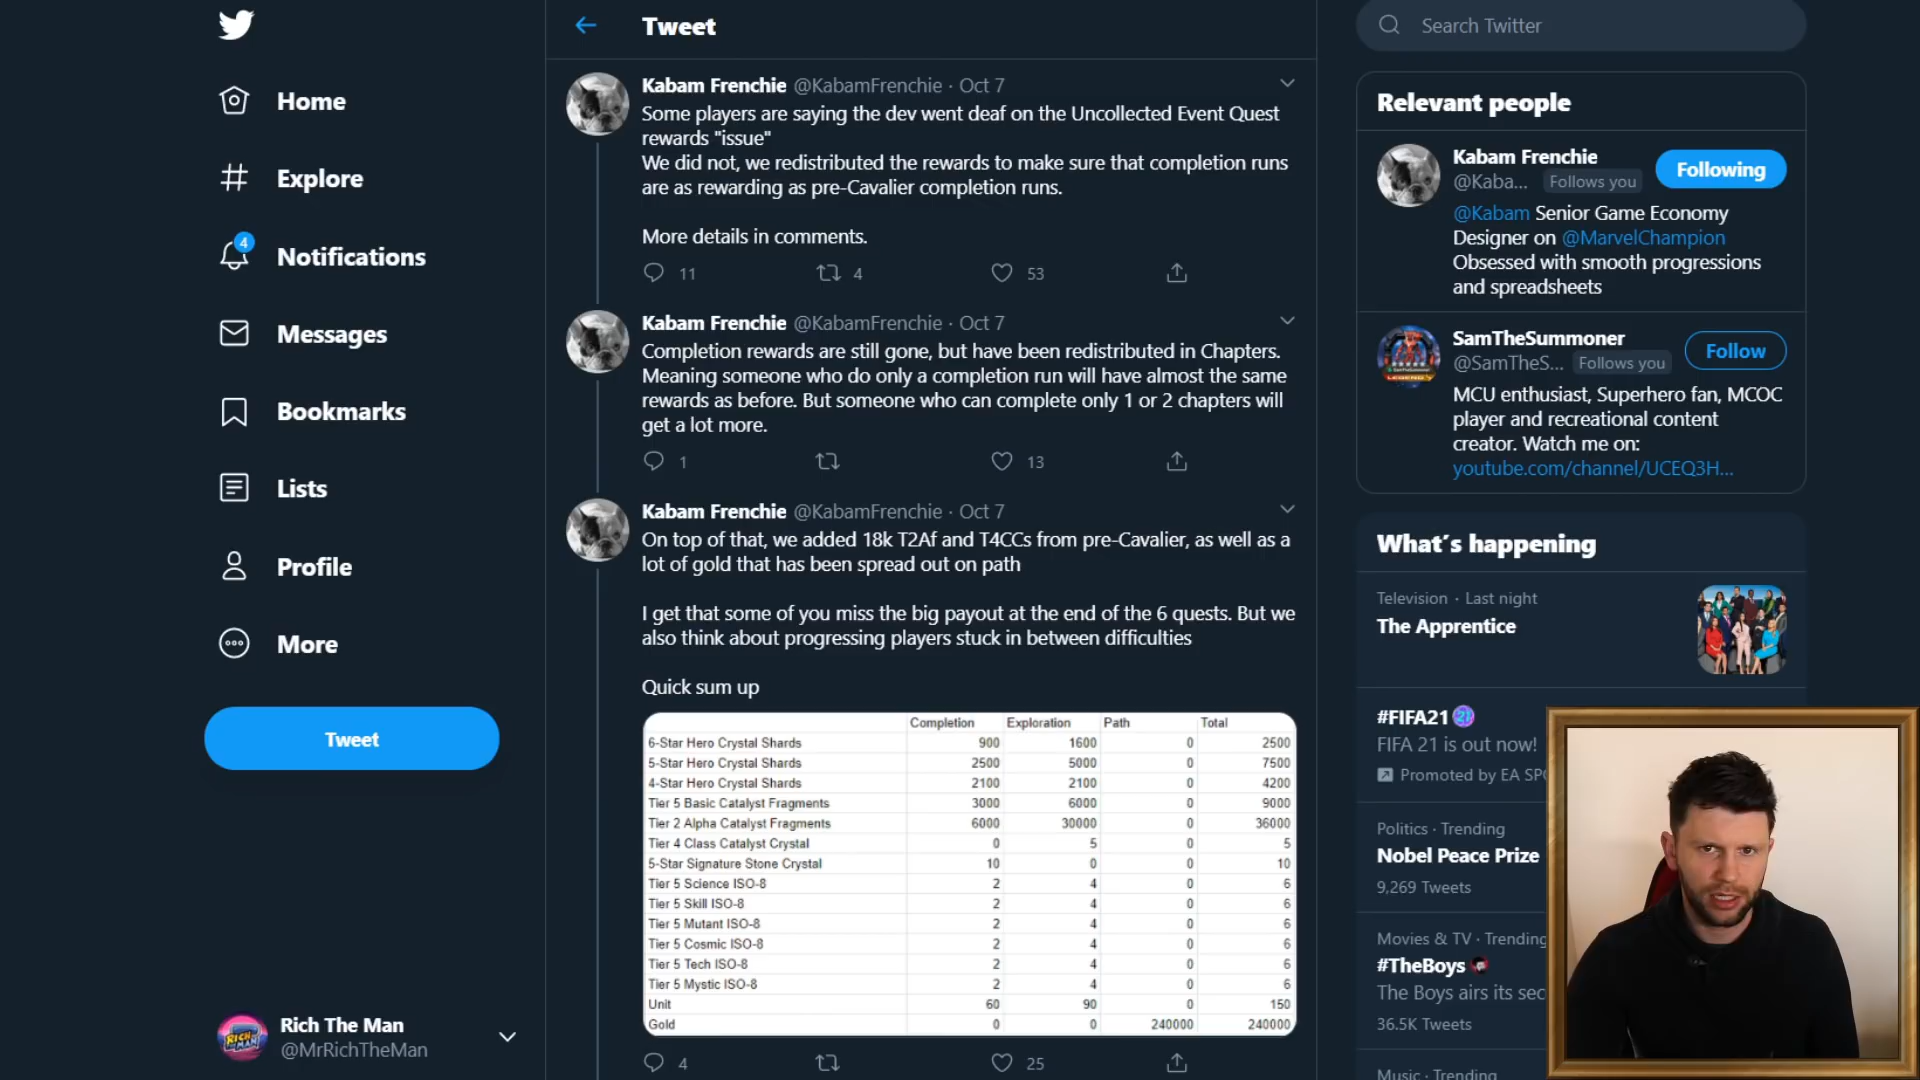 Home
Explore
4
Notifications
Messages
Bookmarks
Lists
Profile
More
Tweet
Rich The Man
@MrRichTheMan
Tweet
Kabam Frenchie @KabamFrenchie · Oct 7
Some players are saying the dev went deaf on the Uncollected Event Quest
rewards "issue"
We did not, we redistributed the rewards to make sure that completion runs
are as rewarding as pre-Cavalier completion runs.
More details in comments.
11 4 53
Kabam Frenchie @KabamFrenchie · Oct 7
Completion rewards are still gone, but have been redistributed in Chapters.
Meaning someone who do only a completion run will have almost the same
rewards as before. But someone who can complete only 1 or 2 chapters will
get a lot more.
1 13
Kabam Frenchie @KabamFrenchie · Oct 7
On top of that, we added 18k T2Af and T4CCs from pre-Cavalier, as well as a
lot of gold that has been spread out on path
I get that some of you miss the big payout at the end of the 6 quests. But we
also think about progressing players stuck in between difficulties
Quick sum up
Completion Exploration Path Total
6-Star Hero Crystal Shards 900 1600 0 2500
5-Star Hero Crystal Shards 2500 5000 0 7500
4-Star Hero Crystal Shards 2100 2100 0 4200
Tier 5 Basic Catalyst Fragments 3000 6000 0 9000
Tier 2 Alpha Catalyst Fragments 6000 30000 0 36000
Tier 4 Class Catalyst Crystal 0 5 0 5
5-Star Signature Stone Crystal 10 0 0 10
Tier 5 Science ISO-8 2 4 0 6
Tier 5 Skill ISO-8 2 4 0 6
Tier 5 Mutant ISO-8 2 4 0 6
Tier 5 Cosmic ISO-8 2 4 0 6
Tier 5 Tech ISO-8 2 4 0 6
Tier 5 Mystic ISO-8 2 4 0 6
Unit 60 90 0 150
Gold 0 0 240000 240000
4 25
Search Twitter
Relevant people
Kabam Frenchie
@Kaba... Follows you
Following
@Kabam Senior Game Economy
Designer on @MarvelChampion
Obsessed with smooth progressions
and spreadsheets
SamTheSummoner
@SamTheS... Follows you
Follow
MCU enthusiast, Superhero fan, MCOC
player and recreational content
creator. Watch me on:
youtube.com/channel/UCEQ3H...
What´s happening
Television · Last night
The Apprentice
#FIFA21
FIFA 21 is out now!
Promoted by EA SPO
Politics · Trending
Nobel Peace Prize
9,269 Tweets
Movies & TV · Trending
#TheBoys
The Boys airs its sec
36.5K Tweets
Music · Trending